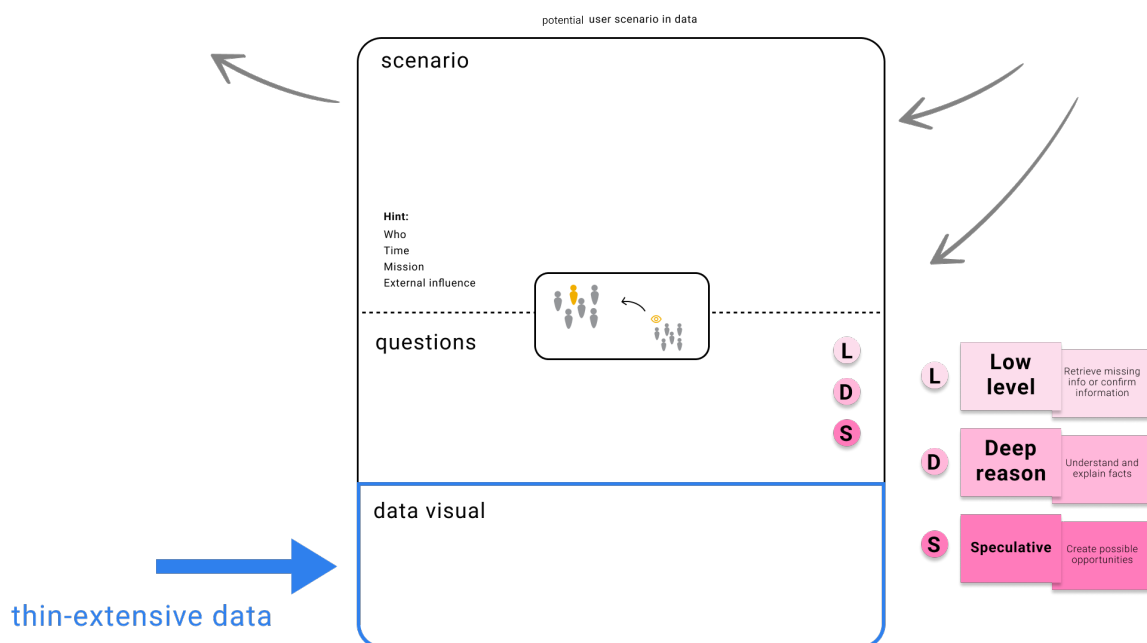 potential user scenario in data
scenario
Hint:
Who
Time
Mission
External influence
questions
L
D
S
data visual
thin-extensive data
L
Low
level
Retrieve missing
info or confirm
information
D
Deep
reason
Understand and
explain facts
S
Speculative
Create possible
opportunities